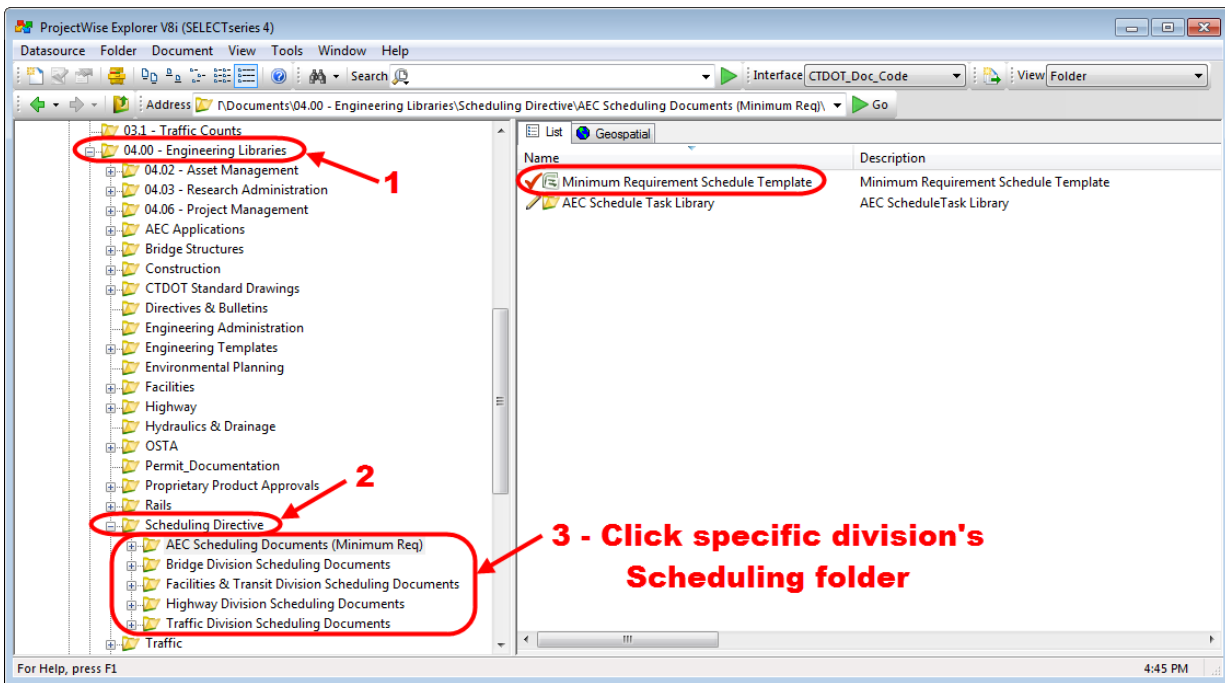 ProjectWise Explorer V8i (SELECTseries 4)
Datasource Folder Document View Tools Window Help
Search
Interface CTDOT_Doc_Code
View Folder
Address
\Documents\04.00 - Engineering Libraries\Scheduling Directive\AEC Scheduling Documents (Minimum Req)\
Go
03.1 - Traffic Counts
04.00 - Engineering Libraries
04.02 - Asset Management
04.03 - Research Administration
04.06 - Project Management
AEC Applications
Bridge Structures
Construction
CTDOT Standard Drawings
Directives & Bulletins
Engineering Administration
Engineering Templates
Environmental Planning
Facilities
Highway
Hydraulics & Drainage
OSTA
Permit_Documentation
Proprietary Product Approvals
Rails
Scheduling Directive
AEC Scheduling Documents (Minimum Req)
Bridge Division Scheduling Documents
Facilities & Transit Division Scheduling Documents
Highway Division Scheduling Documents
Traffic Division Scheduling Documents
Traffic
1
2
List Geospatial
Name Description
Minimum Requirement Schedule Template Minimum Requirement Schedule Template
AEC Schedule Task Library AEC ScheduleTask Library
3 - Click specific division's
Scheduling folder
For Help, press F1
4:45 PM